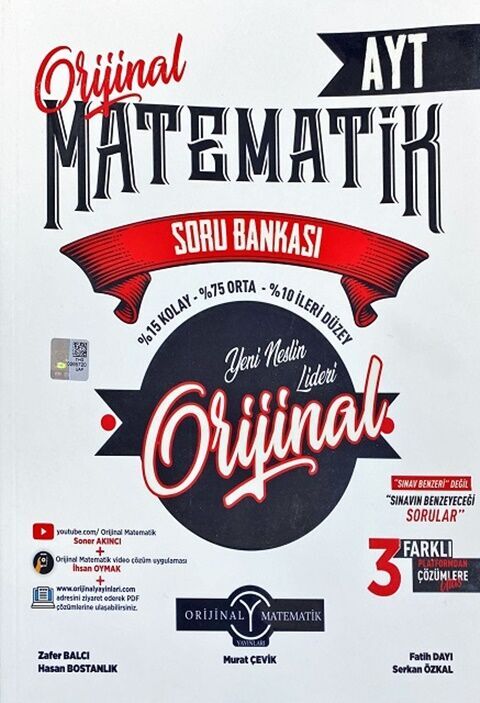 Orijinal
AYT
MATEMATİK
SORU BANKASI
%15 KOLAY - %75 ORTA - %10 İLERİ DÜZEY
Yeni Neslin
Lideri
Orijinal
"SINAV BENZERİ" DEĞİL
"SINAVIN BENZEYECEĞİ
SORULAR"
youtube.com/ Orijinal Matematik
Soner AKINCI
+
Orijinal Matematik video çözüm uygulaması
İhsan OYMAK
+
www.orijinalyayinlari.com
adresini ziyaret ederek PDF
çözümlerine ulaşabilirsiniz.
3 FARKLI
PLATFORMDAN
ÇÖZÜMLERE
ORİJİNAL Y MATEMATİK
YAYINLARI
Zafer BALCI
Hasan BOSTANLIK
Murat ÇEVİK
Fatih DAYI
Serkan ÖZKAL